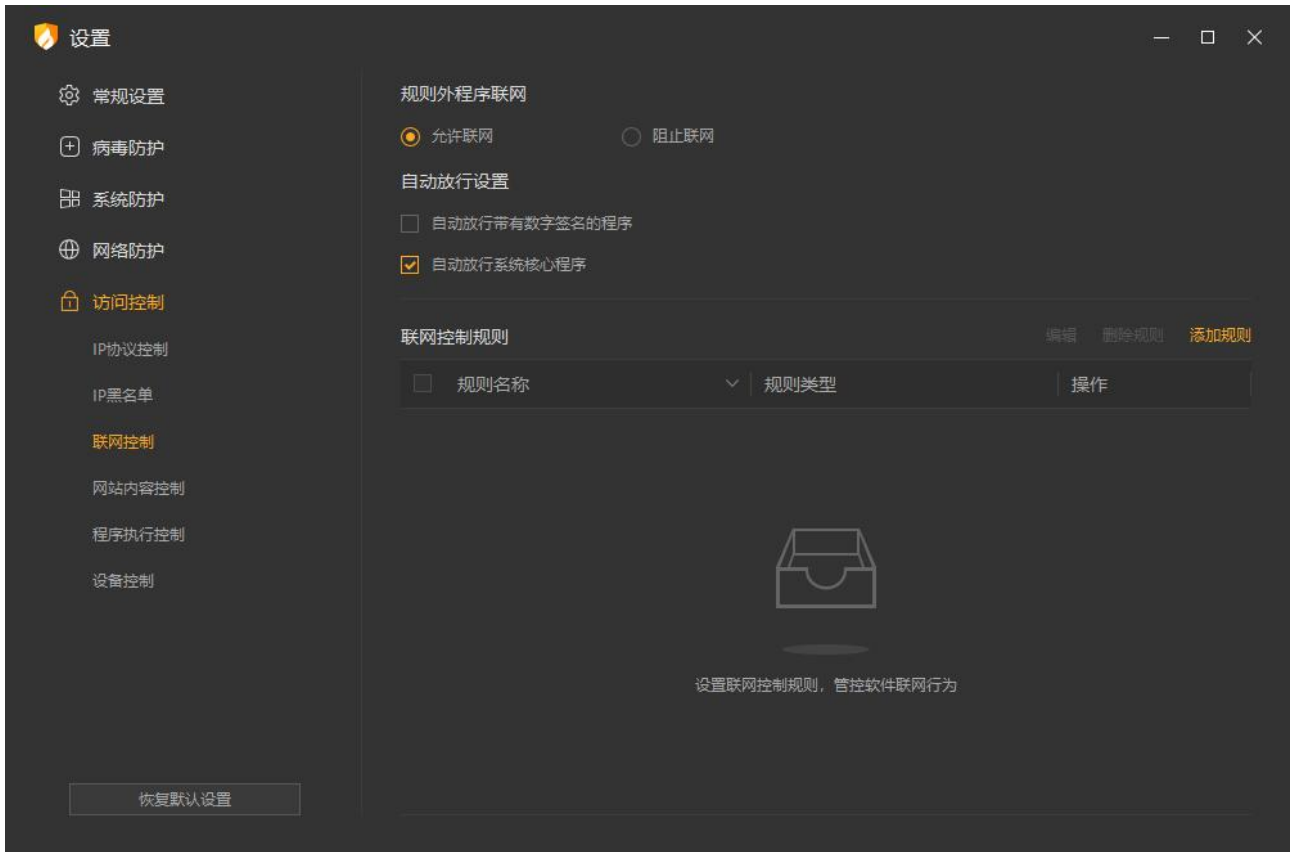 设置
常规设置
病毒防护
系统防护
网络防护
访问控制
IP协议控制
IP黑名单
联网控制
网站内容控制
程序执行控制
设备控制
恢复默认设置
规则外程序联网
允许联网 阻止联网
自动放行设置
自动放行带有数字签名的程序
自动放行系统核心程序
联网控制规则 编辑 删除规则 添加规则
规则名称 规则类型 操作
设置联网控制规则，管控软件联网行为